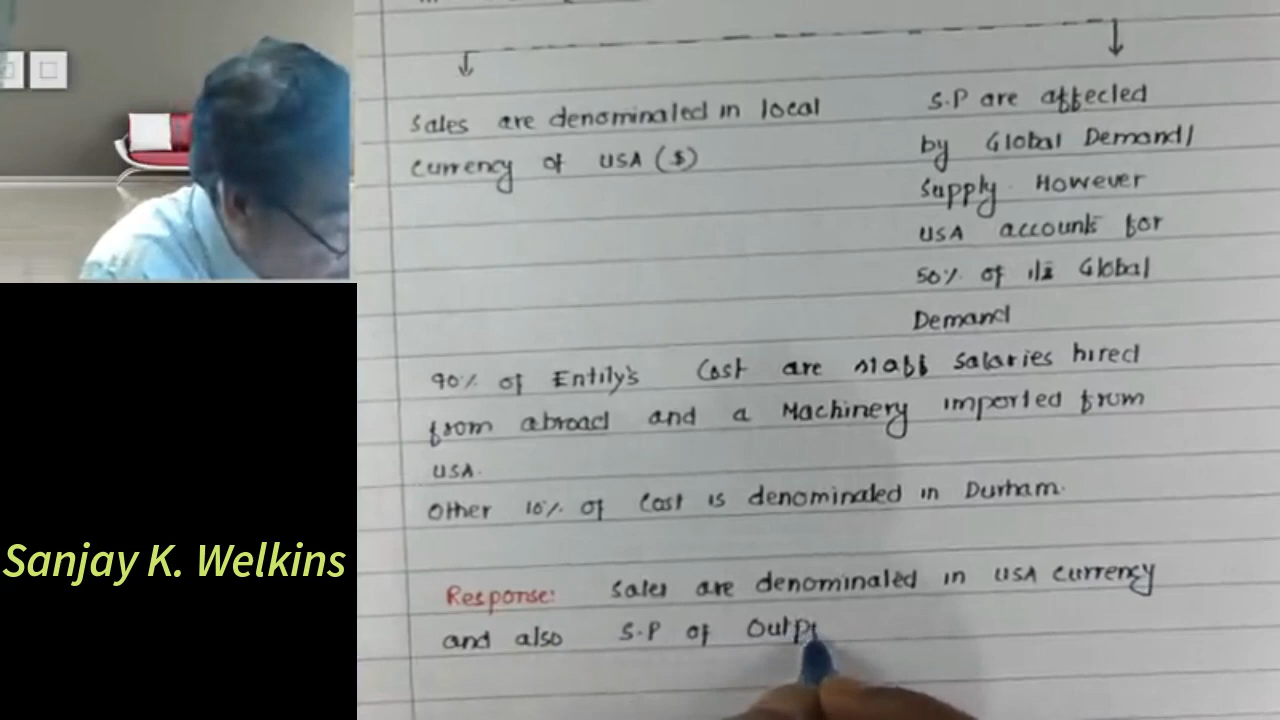 Sales are denominated in local
currency of USA ($)
S.P are affected
by Global Demand/
Supply. However
USA accounts for
50% of its Global
Demand
90% of Entity's Cost are staff salaries hired
from abroad and a Machinery imported from
USA.
Other 10% of Cost is denominated in Durham.
Response: Sales are denominated in USA currency
and also S.P of Outp
Sanjay K. Welkins